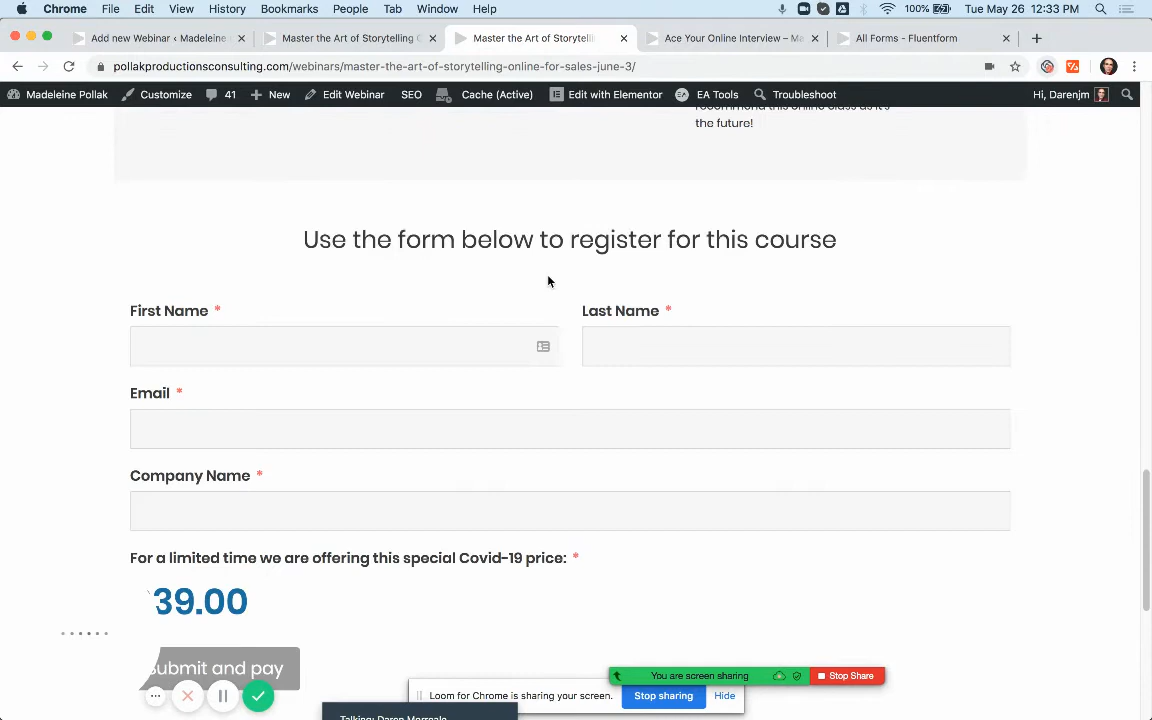 Chrome File Edit View History Bookmarks People Tab Window Help 100% Tue May 26 12:33 PM
Add new Webinar ‹ Madeleine
Master the Art of Storytelling
Master the Art of Storytelli
Ace Your Online Interview – Ma
All Forms - Fluentform
pollakproductionsconsulting.com/webinars/master-the-art-of-storytelling-online-for-sales-june-3/
Madeleine Pollak Customize 41 New Edit Webinar SEO Cache (Active) Edit with Elementor EA Tools Troubleshoot Hi, Darenjm
recommend this online class as it's
the future!
Use the form below to register for this course
First Name *
Last Name *
Email *
Company Name *
For a limited time we are offering this special Covid-19 price: *
39.00
Submit and pay
You are screen sharing Stop Share
Loom for Chrome is sharing your screen. Stop sharing Hide
Talking: Daren